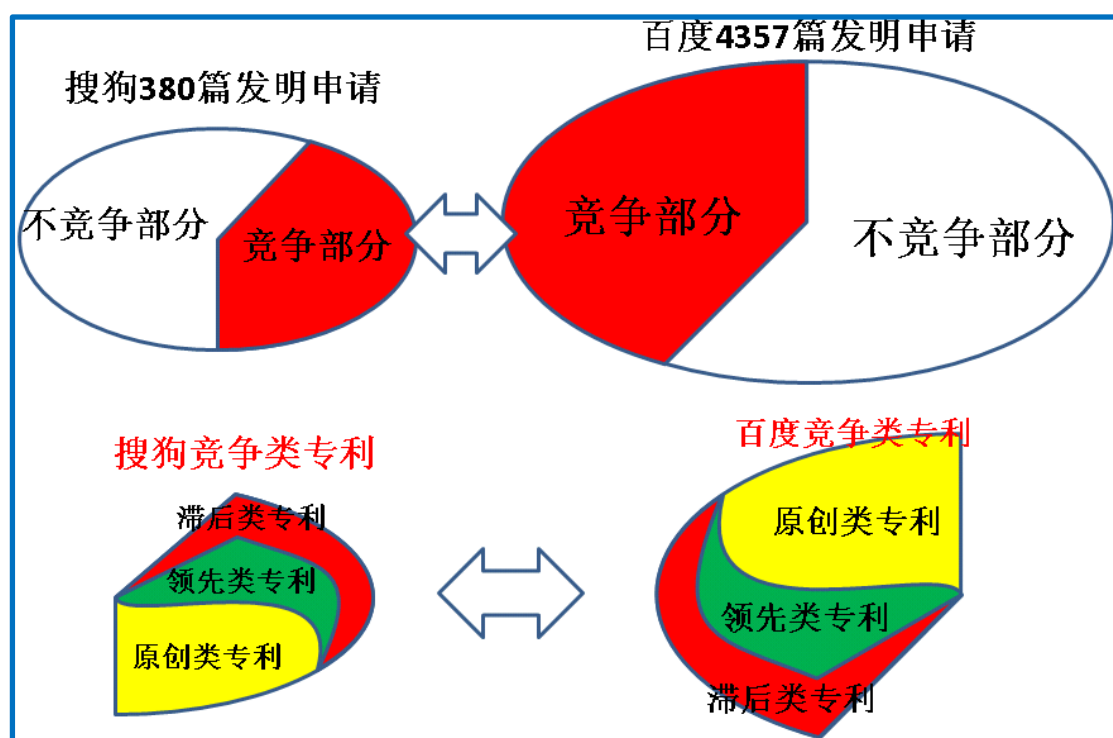 搜狗380篇发明申请
百度4357篇发明申请
不竞争部分
竞争部分
竞争部分
不竞争部分
搜狗竞争类专利
百度竞争类专利
滞后类专利
领先类专利
原创类专利
原创类专利
领先类专利
滞后类专利